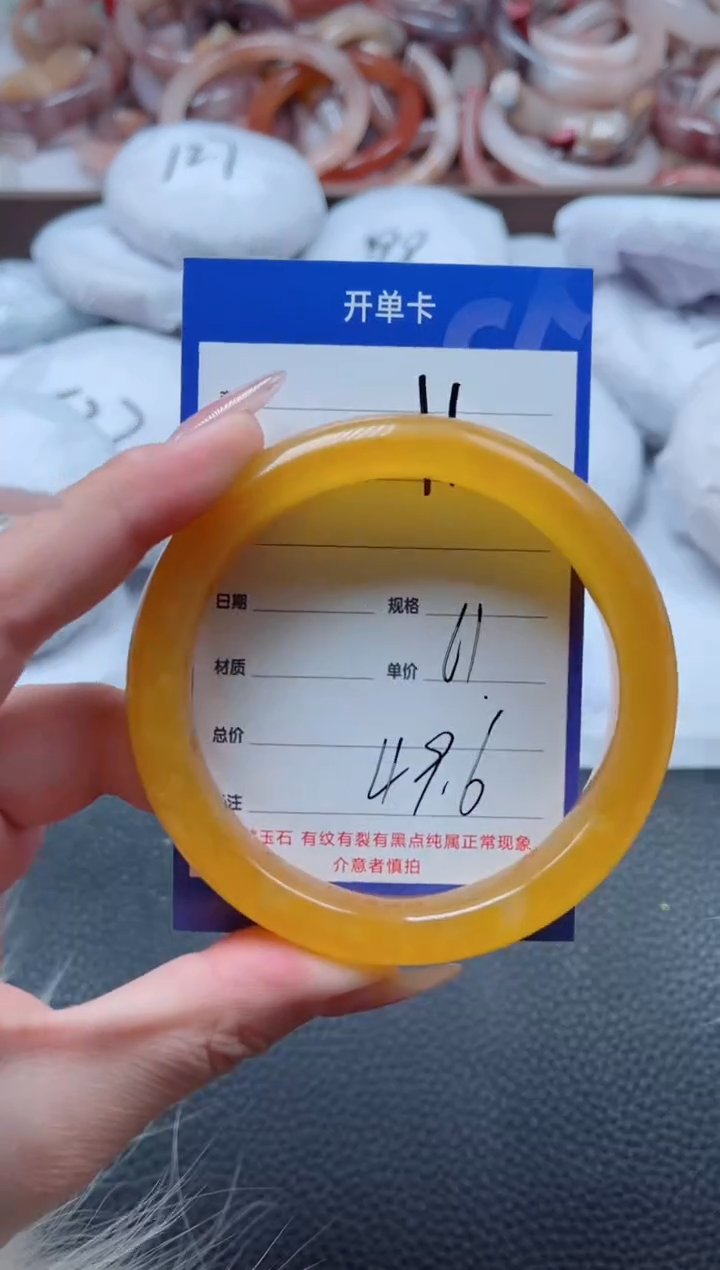 127
99
开单卡
11
日期 规格
材质 单价 11
总价
49.6
注
玉石 有纹有裂有黑点纯属正常现象
介意者慎拍